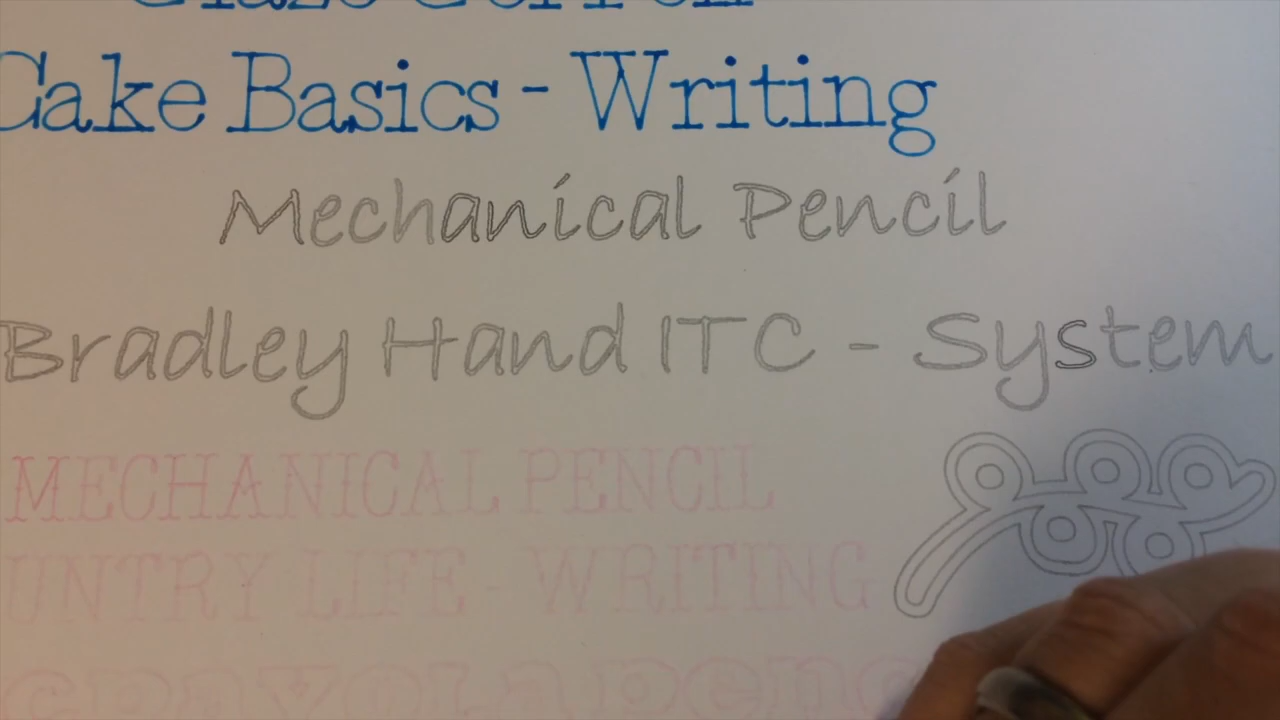 Cake Basics - Writing
Mechanical Pencil
Bradley Hand ITC - System
MECHANICAL PENCIL
UNTRY LIFE - WRITING